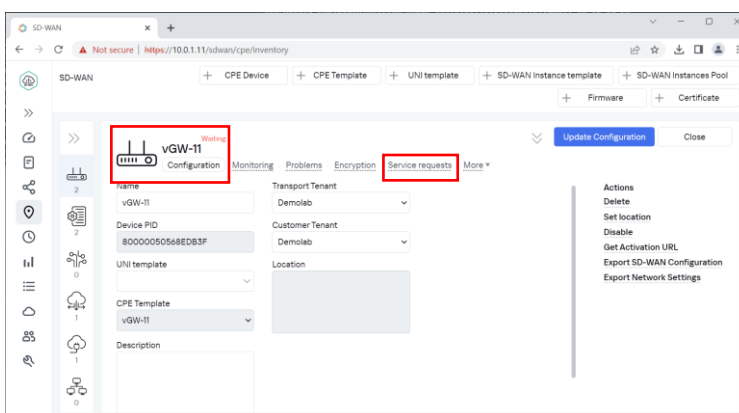 SD-WAN
Not secure https://10.0.1.11/sdwan/cpe/inventory
SD-WAN
+ CPE Device
+ CPE Template
+ UNI template
+ SD-WAN Instance template
+ SD-WAN Instances Pool
+ Firmware
+ Certificate
Waiting
vGW-11
Update Configuration
Close
Configuration Monitoring Problems Encryption Service requests More
Name
vGW-11
Transport Tenant
Demolab
Device PID
80000050568EDB3F
Customer Tenant
Demolab
UNI template
Location
CPE Template
vGW-11
Description
Actions
Delete
Set location
Disable
Get Activation URL
Export SD-WAN Configuration
Export Network Settings
2
2
0
1
1
0